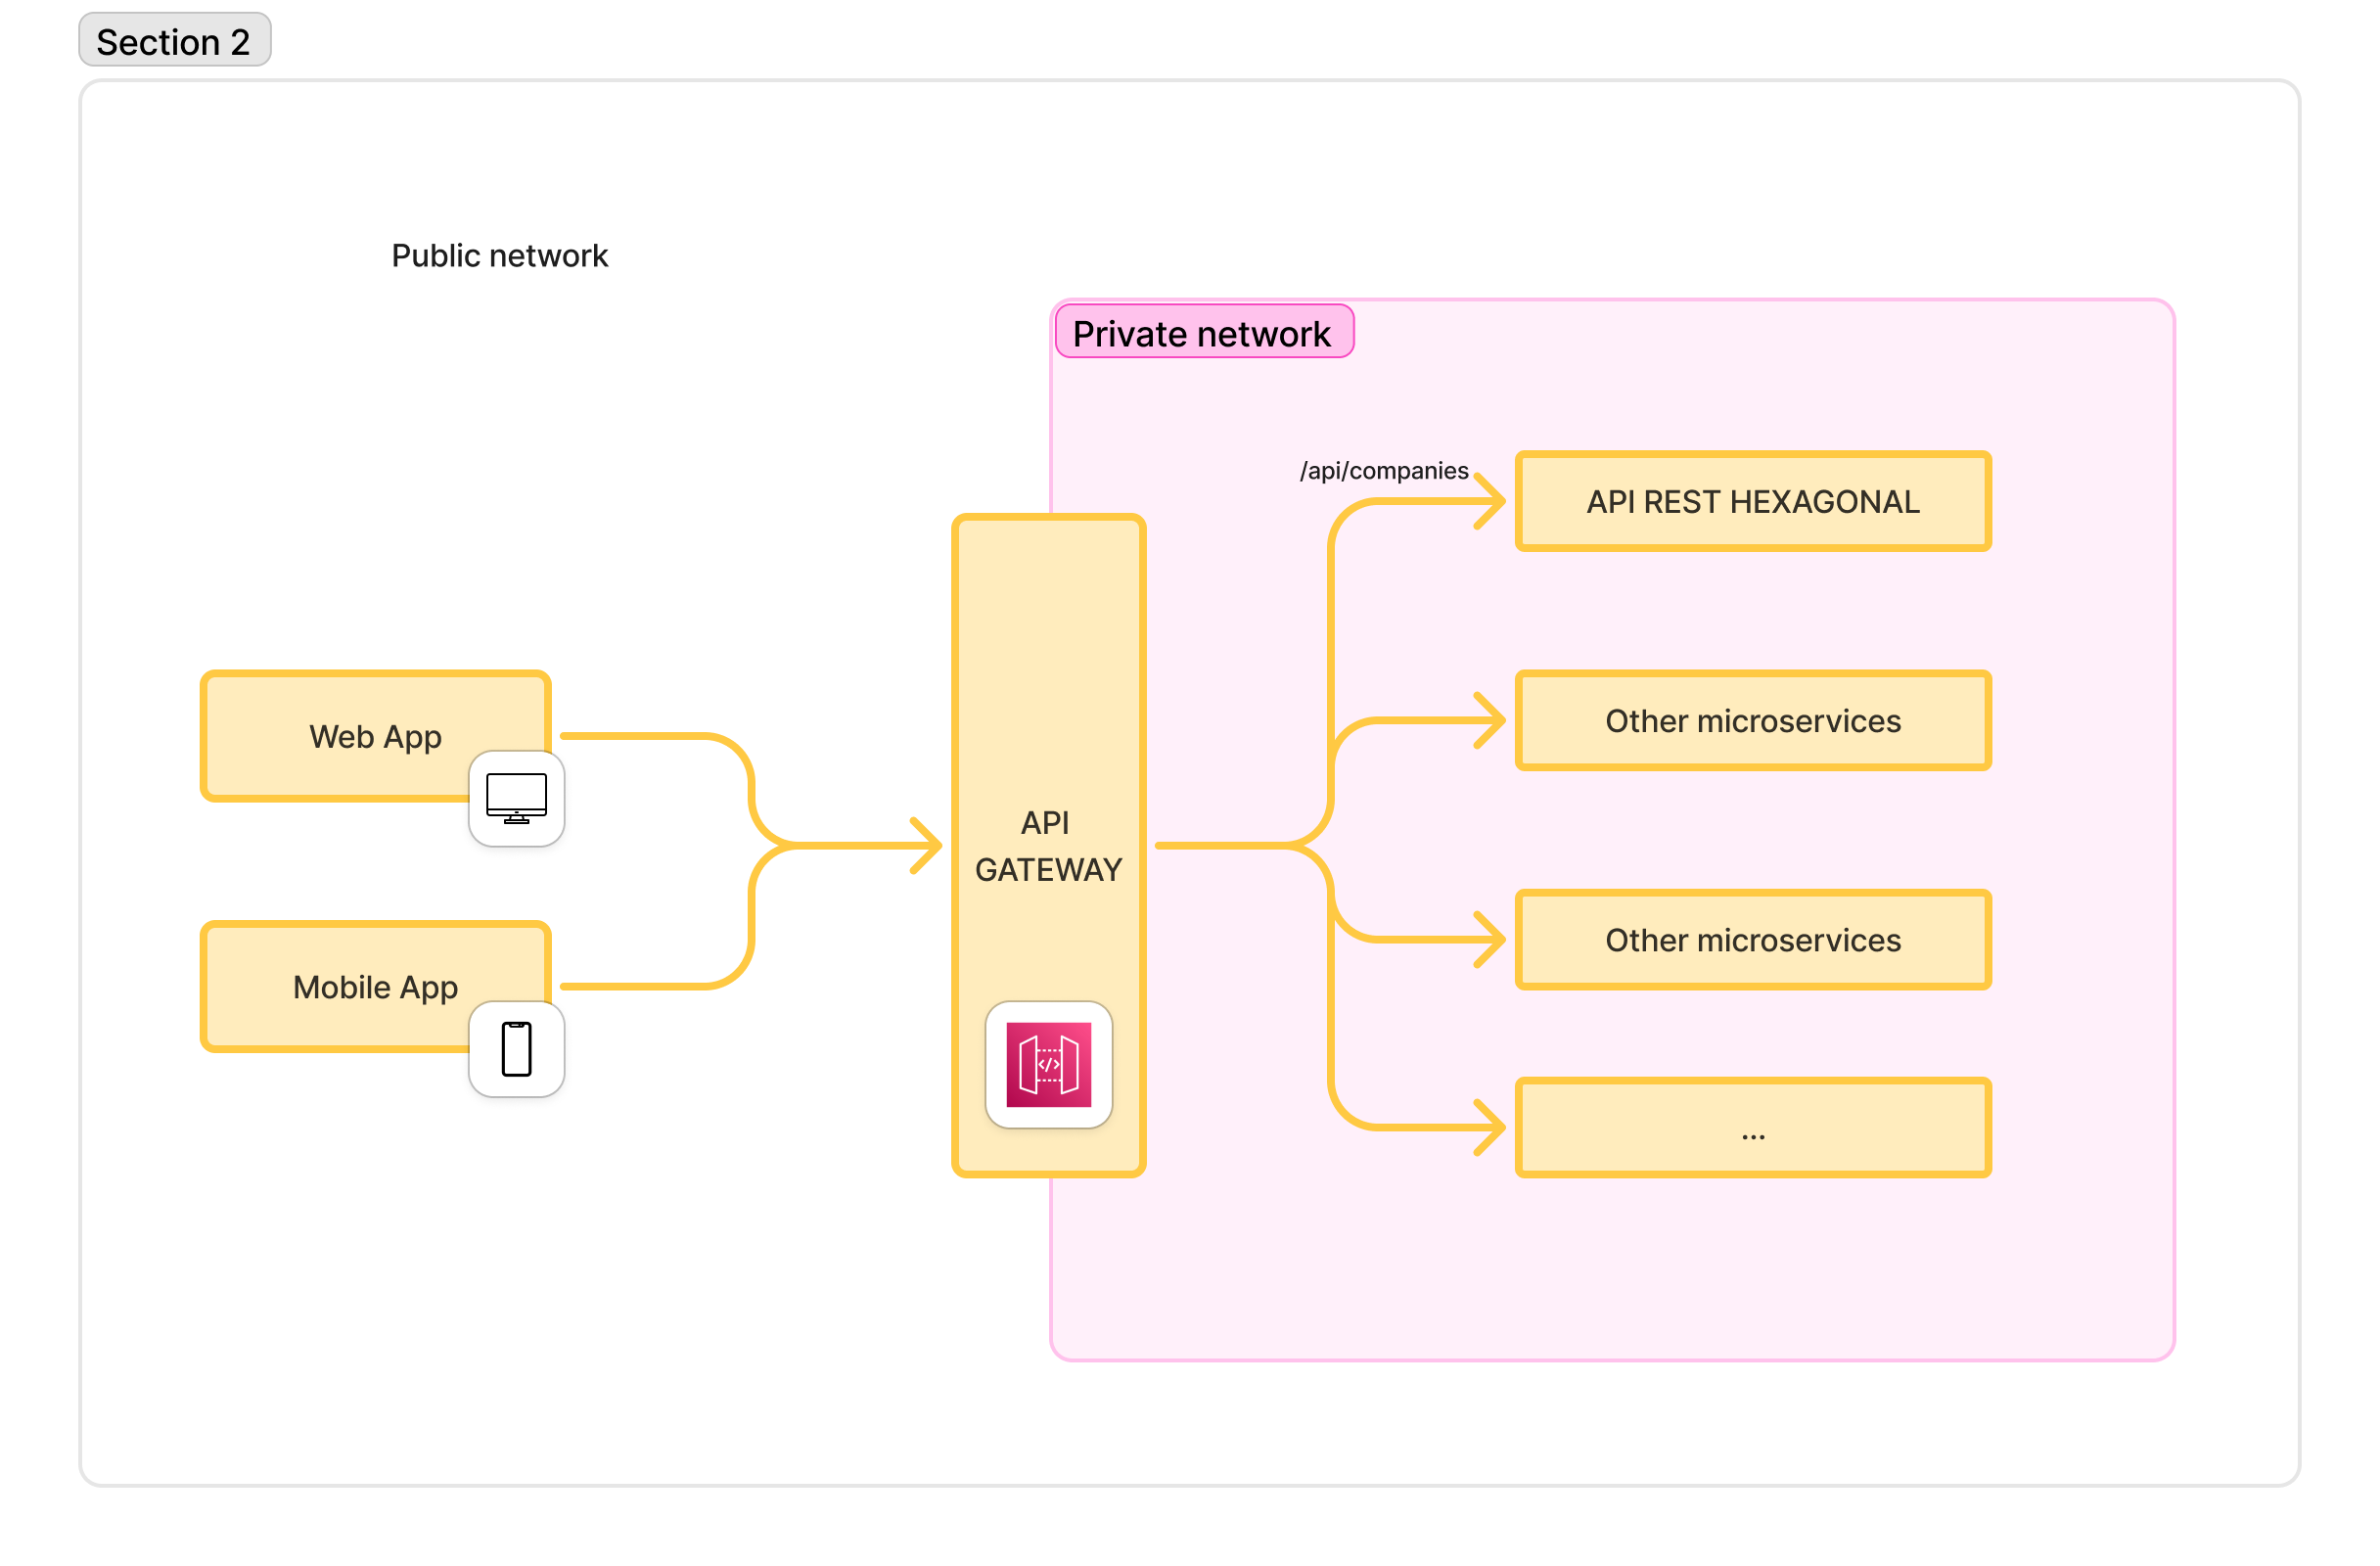 Section 2
Public network
Private network
/api/companies
API REST HEXAGONAL
Web App
Other microservices
API
GATEWAY
Mobile App
Other microservices
...